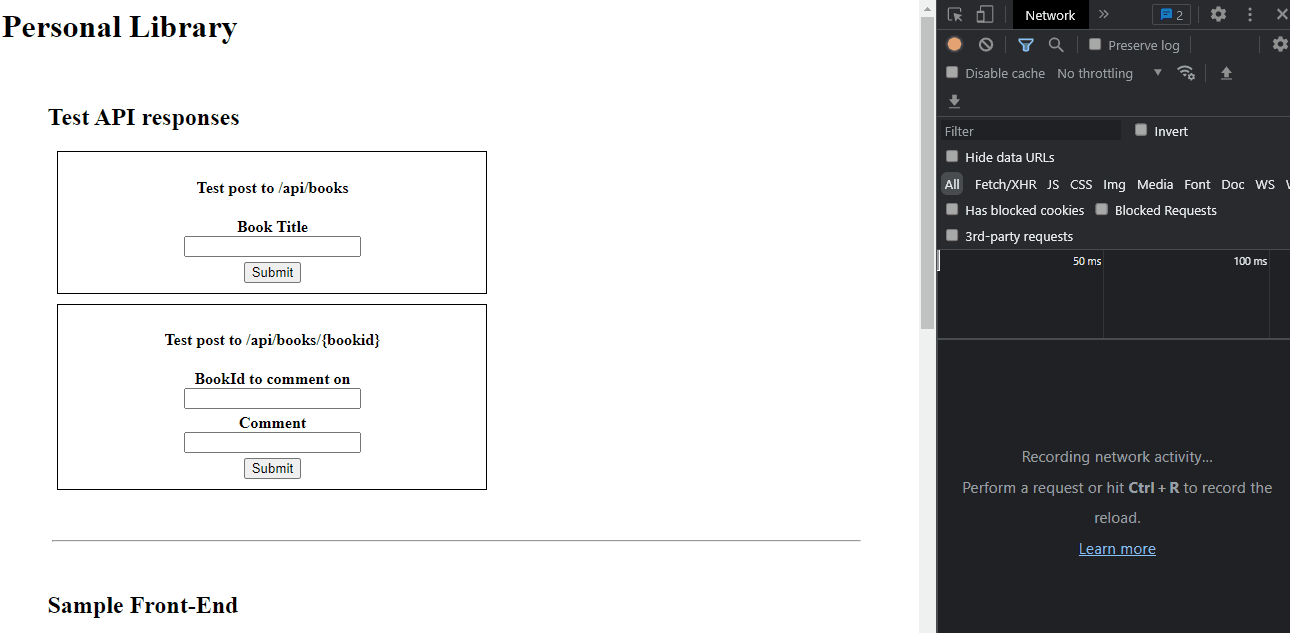 Personal Library
Test API responses
Test post to /api/books
Book Title
Submit
Test post to /api/books/{bookid}
BookId to comment on
Comment
Submit
Sample Front-End
Network
2
Preserve log
Disable cache No throttling
Filter Invert
Hide data URLs
All Fetch/XHR JS CSS Img Media Font Doc WS
Has blocked cookies Blocked Requests
3rd-party requests
50 ms 100 ms
Recording network activity...
Perform a request or hit Ctrl + R to record the
reload.
Learn more